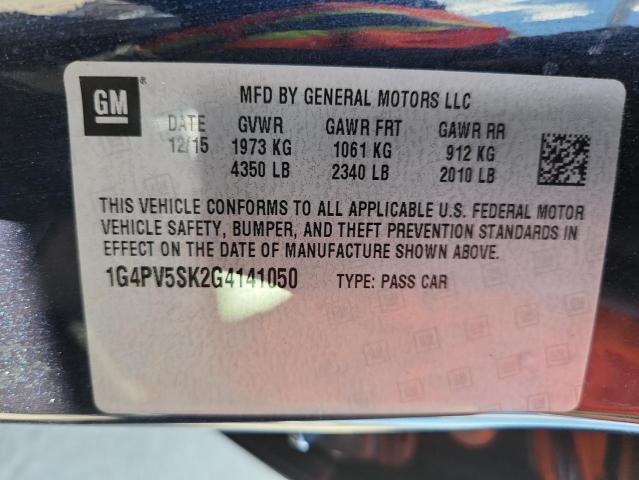 GM ®
MFD BY GENERAL MOTORS LLC
DATE GVWR GAWR FRT GAWR RR
12/15 1973 KG 1061 KG 912 KG
4350 LB 2340 LB 2010 LB
THIS VEHICLE CONFORMS TO ALL APPLICABLE U.S. FEDERAL MOTOR
VEHICLE SAFETY, BUMPER, AND THEFT PREVENTION STANDARDS IN
EFFECT ON THE DATE OF MANUFACTURE SHOWN ABOVE.
1G4PV5SK2G4141050 TYPE: PASS CAR